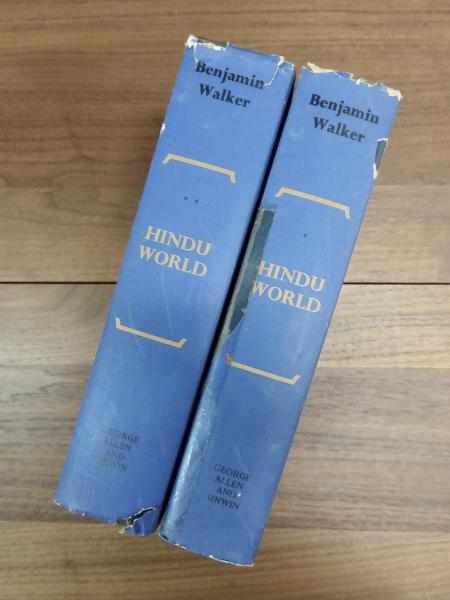 Benjamin
Walker
HINDU
WORLD
GEORGE
ALLEN
AND
UNWIN
Benjamin
Walker
HINDU
WORLD
GEORGE
ALLEN
AND
UNWIN